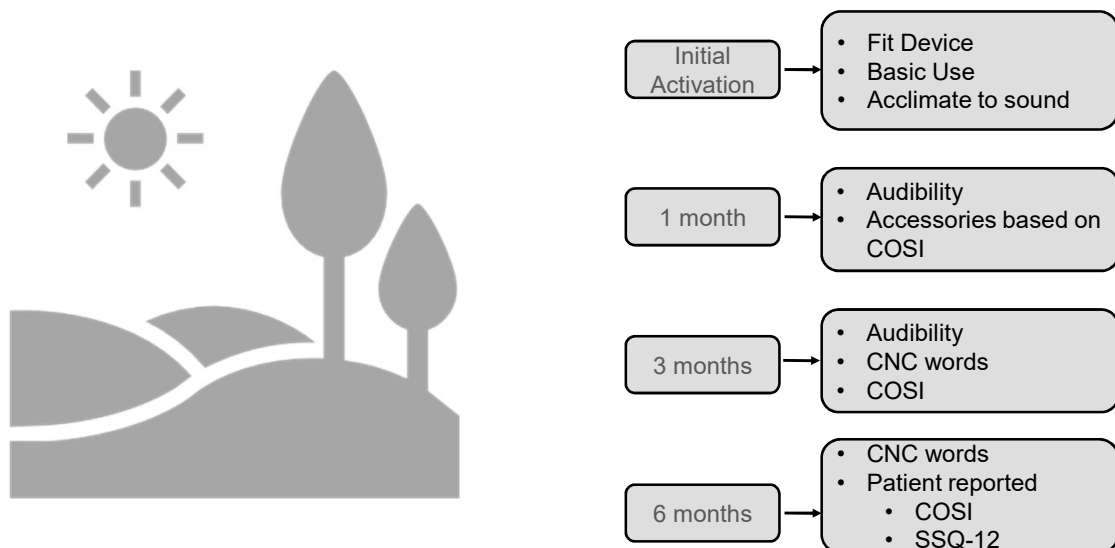 Initial
Activation
• Fit Device
• Basic Use
• Acclimate to sound
1 month
• Audibility
• Accessories based on
COSI
3 months
• Audibility
• CNC words
• COSI
6 months
• CNC words
• Patient reported
• COSI
• SSQ-12